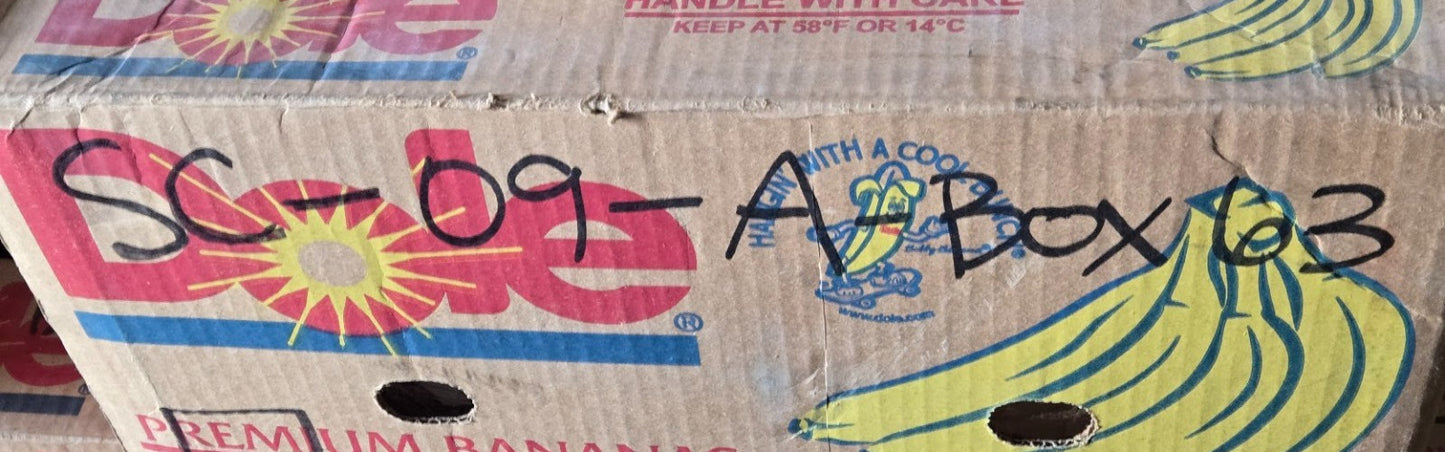 Dole®
HANDLE WITH CARE
KEEP AT 58°F OR 14°C
Dole®
SC-09-A-Box 63
HANGIN' WITH A COOL BUNCH
www.dole.com
PREMIUM BANANAS